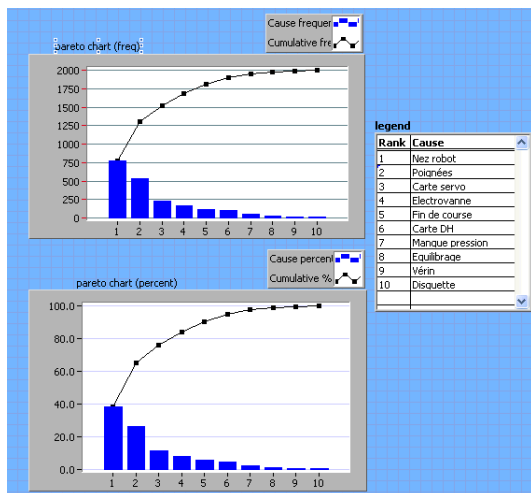 Cause frequen
Cumulative fre
pareto chart (freq)
2000
1750
1500
1250
1000
750
500
250
0
1 2 3 4 5 6 7 8 9 10
legend
Rank Cause
1 Nez robot
2 Poignées
3 Carte servo
4 Electrovanne
5 Fin de course
6 Carte DH
7 Manque pression
8 Equilibrage
9 Vérin
10 Disquette
Cause percent
Cumulative %
pareto chart (percent)
100.0
80.0
60.0
40.0
20.0
0.0
1 2 3 4 5 6 7 8 9 10